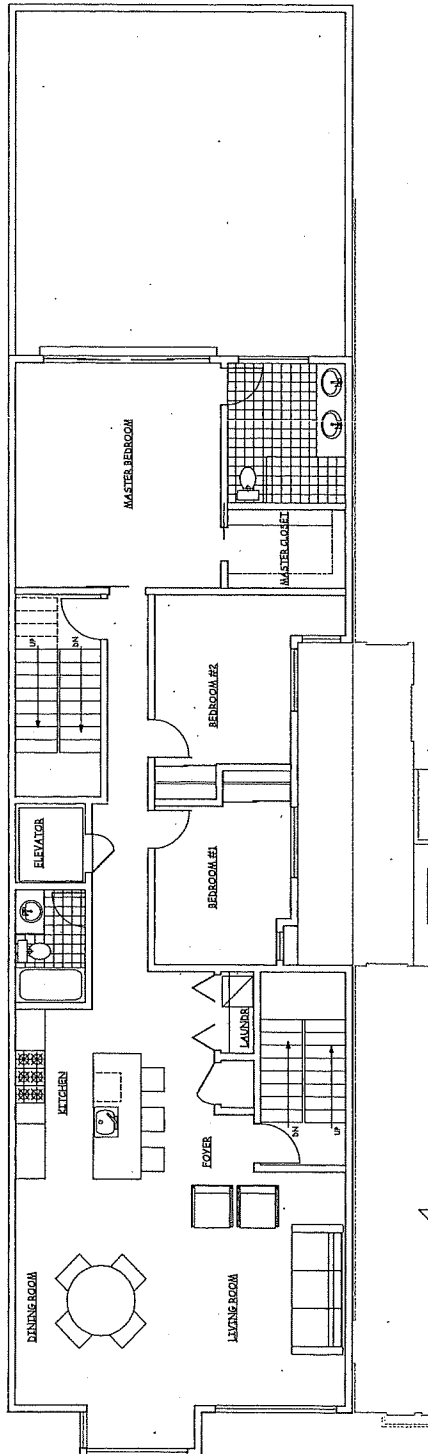 MASTER BEDROOM
MASTER CLOSET
UP
DN
BEDROOM #2
ELEVATOR
BEDROOM #1
LAUNDR
KITCHEN
FOYER
DN
UP
DINING ROOM
LIVING ROOM